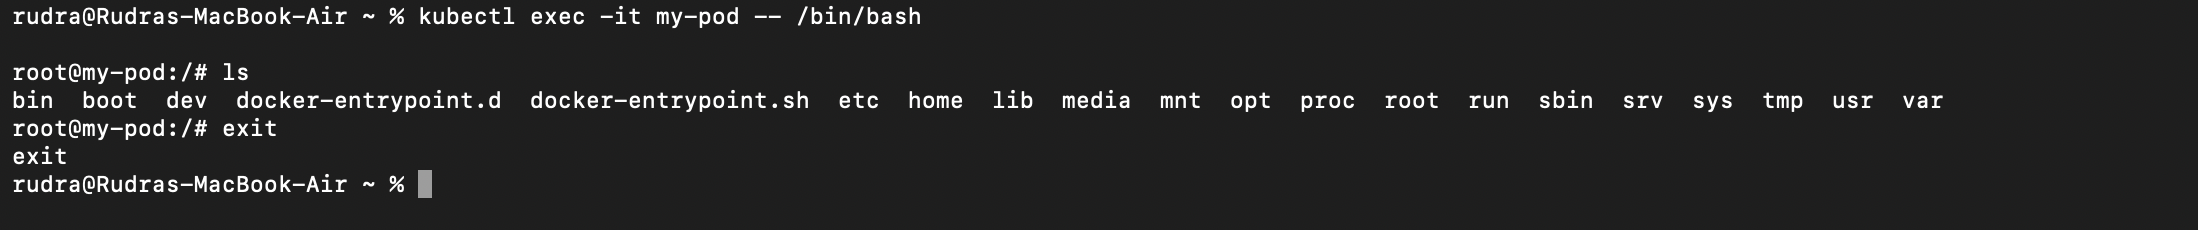 rudra@Rudras-MacBook-Air ~ % kubectl exec -it my-pod -- /bin/bash
root@my-pod:/# ls
bin  boot  dev  docker-entrypoint.d  docker-entrypoint.sh  etc  home  lib  media  mnt  opt  proc  root  run  sbin  srv  sys  tmp  usr  var
root@my-pod:/# exit
exit
rudra@Rudras-MacBook-Air ~ %